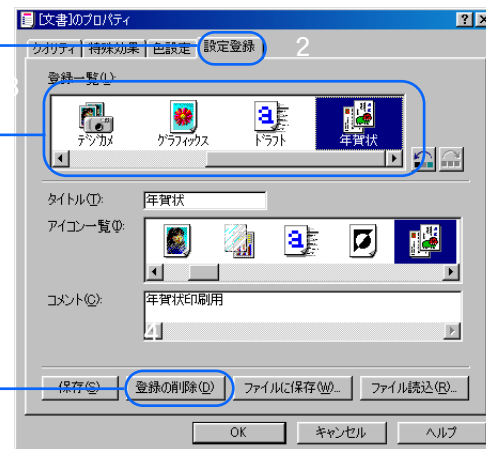 [文書]のプロパティ
クオリティ 特殊効果 色設定 設定登録 2
3
登録一覧(L):
デジカメ グラフィックス ドラフト 年賀状
タイトル(T): 年賀状
アイコン一覧(I):
コメント(C): 年賀状印刷用
4
保存(S) 登録の削除(D) ファイルに保存(W)... ファイル読込(R)...
OK キャンセル ヘルプ